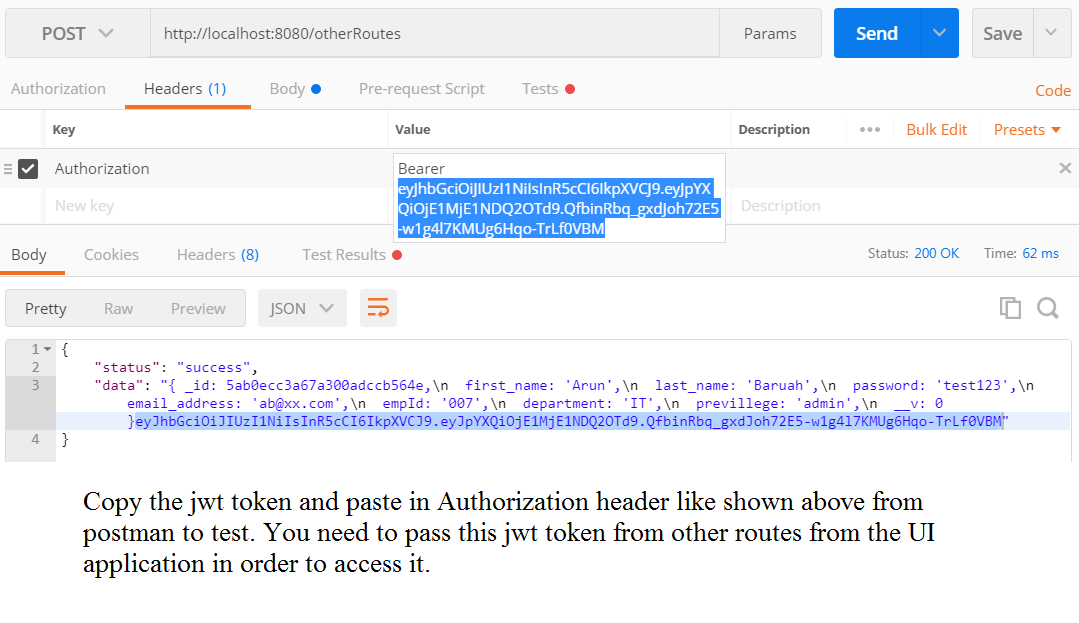 POST http://localhost:8080/otherRoutes Params Send Save
Authorization Headers (1) Body Pre-request Script Tests Code
Key Value Description ••• Bulk Edit Presets
Authorization Bearer
eyJhbGciOiJIUzI1NiIsInR5cCI6IkpXVCJ9.eyJpYX
QiOjE1MjE1NDQ2OTd9.QfbinRbq_gxdJoh72E5
-w1g4l7KMUg6Hqo-TrLf0VBM
New key Description
Body Cookies Headers (8) Test Results Status: 200 OK Time: 62 ms
Pretty Raw Preview JSON
1 {
2 "status": "success",
3 "data": "{ _id: 5ab0ecc3a67a300adccb564e,\n first_name: 'Arun',\n last_name: 'Baruah',\n password: 'test123',\n
email_address: 'ab@xx.com',\n empId: '007',\n department: 'IT',\n previllege: 'admin',\n __v: 0
}eyJhbGciOiJIUzI1NiIsInR5cCI6IkpXVCJ9.eyJpYXQiOjE1MjE1NDQ2OTd9.QfbinRbq_gxdJoh72E5-w1g4l7KMUg6Hqo-TrLf0VBM"
4 }
Copy the jwt token and paste in Authorization header like shown above from
postman to test. You need to pass this jwt token from other routes from the UI
application in order to access it.